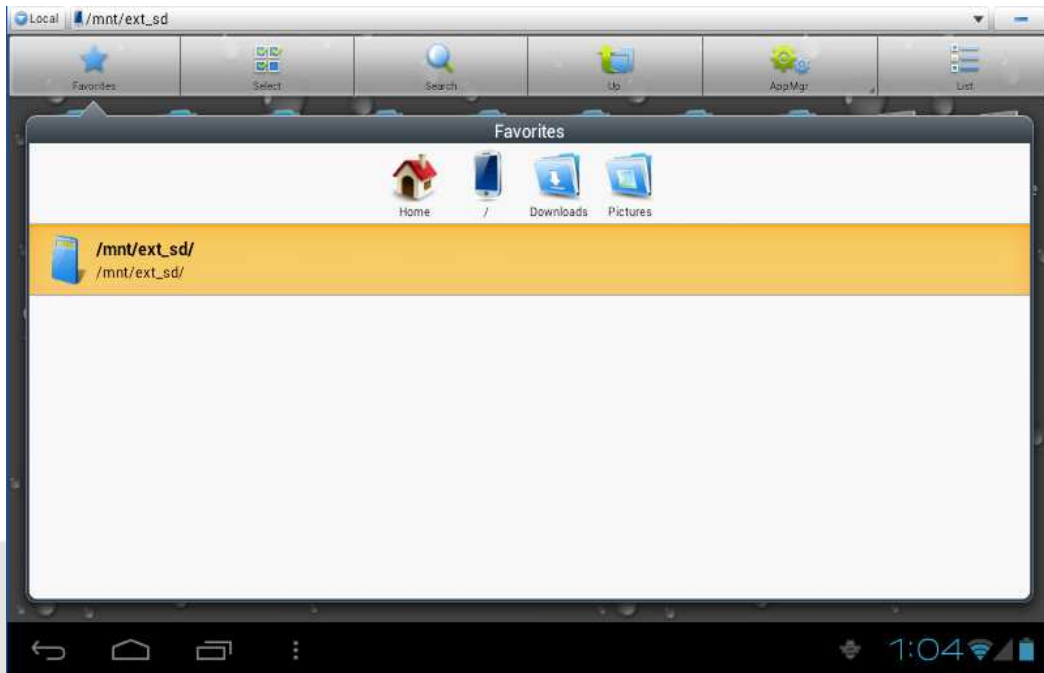 Local /mnt/ext_sd
Favorites Select Search Up AppMgr List
Favorites
Home / Downloads Pictures
/mnt/ext_sd/
/mnt/ext_sd/
1:04